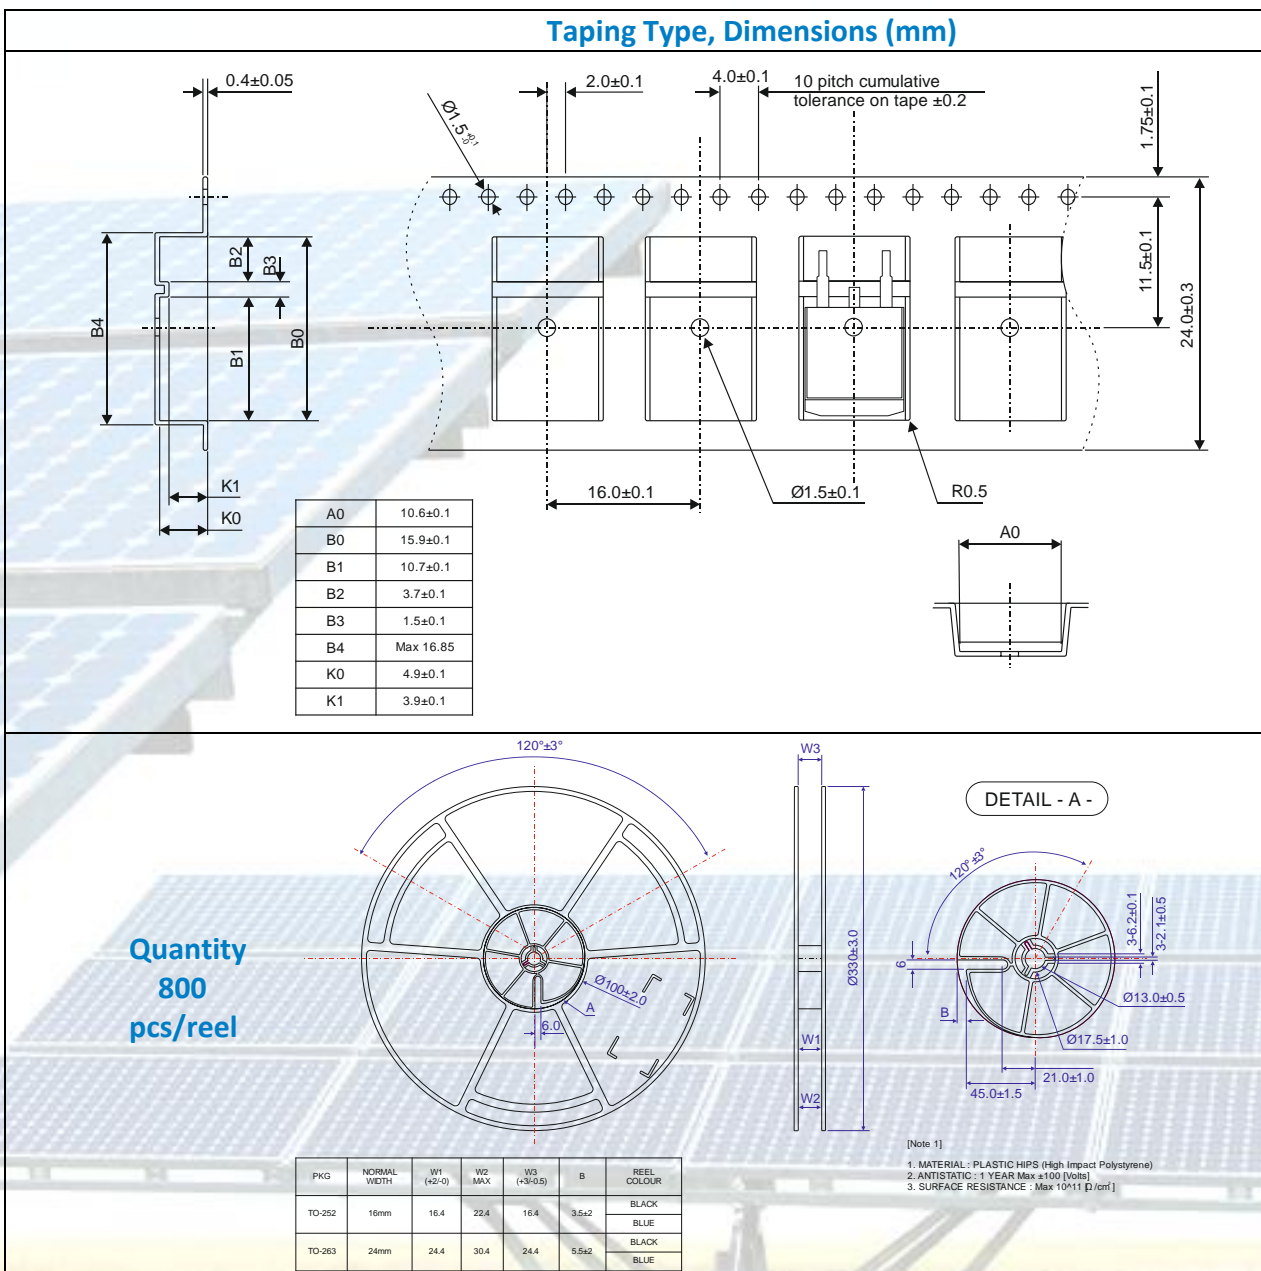 Taping Type, Dimensions (mm)
0.4±0.05
2.0±0.1
4.0±0.1
10 pitch cumulative
tolerance on tape ±0.2
1.75±0.1
Ø1.5 +0.1 -0
B2
B3
B4
B1
B0
11.5±0.1
24.0±0.3
K1
K0
16.0±0.1
Ø1.5±0.1
R0.5
A0
A0 10.6±0.1
B0 15.9±0.1
B1 10.7±0.1
B2 3.7±0.1
B3 1.5±0.1
B4 Max 16.85
K0 4.9±0.1
K1 3.9±0.1
120°±3°
W3
DETAIL - A -
120°±3°
3-6.2±0.1
3-2.1±0.5
Quantity
800
pcs/reel
Ø100±2.0
A
6.0
Ø330±3.0
W1
W2
6
B
Ø13.0±0.5
Ø17.5±1.0
21.0±1.0
45.0±1.5
[Note 1]
1. MATERIAL : PLASTIC HIPS (High Impact Polystyrene)
2. ANTISTATIC : 1 YEAR Max ±100 [Volts]
3. SURFACE RESISTANCE : Max 10^11 [Ω/cm²]
PKG NORMAL WIDTH W1 (+2/-0) W2 MAX W3 (+3/-0.5) B REEL COLOUR
TO-252 16mm 16.4 22.4 16.4 3.5±2 BLACK
BLUE
TO-263 24mm 24.4 30.4 24.4 5.5±2 BLACK
BLUE